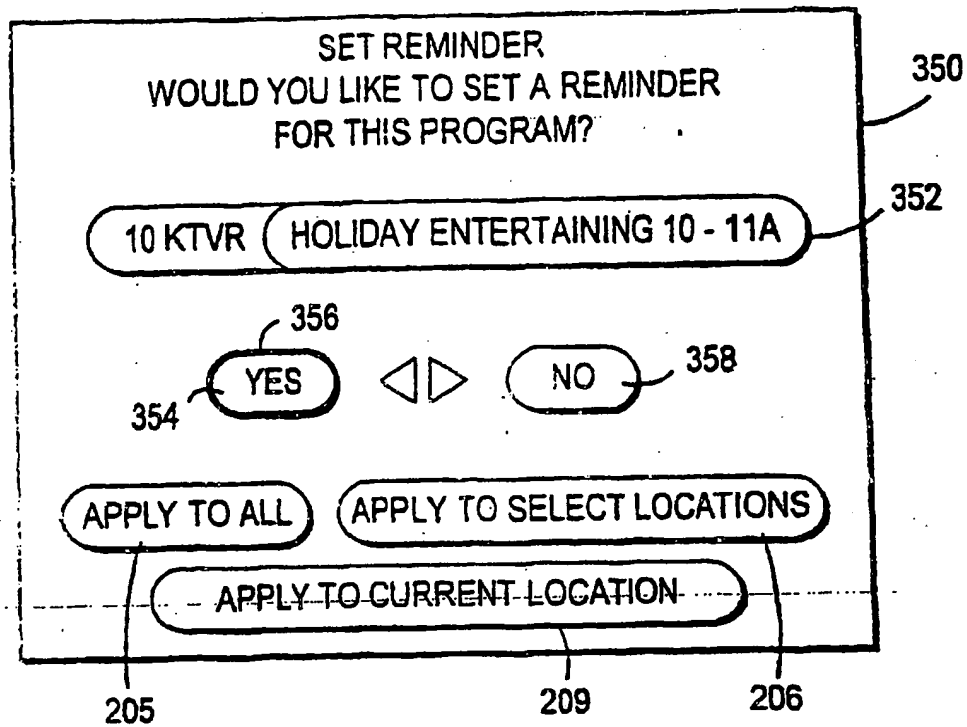 SET REMINDER
WOULD YOU LIKE TO SET A REMINDER
FOR THIS PROGRAM?
350
10 KTVR HOLIDAY ENTERTAINING 10 - 11A
352
356
YES
NO
358
354
APPLY TO ALL APPLY TO SELECT LOCATIONS
APPLY TO CURRENT LOCATION
205
209
206